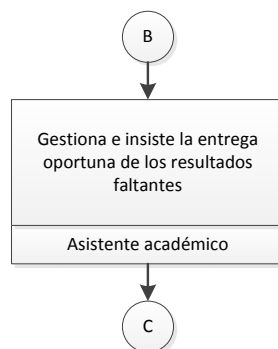 B
Gestiona e insiste la entrega
oportuna de los resultados
faltantes
Asistente académico
C